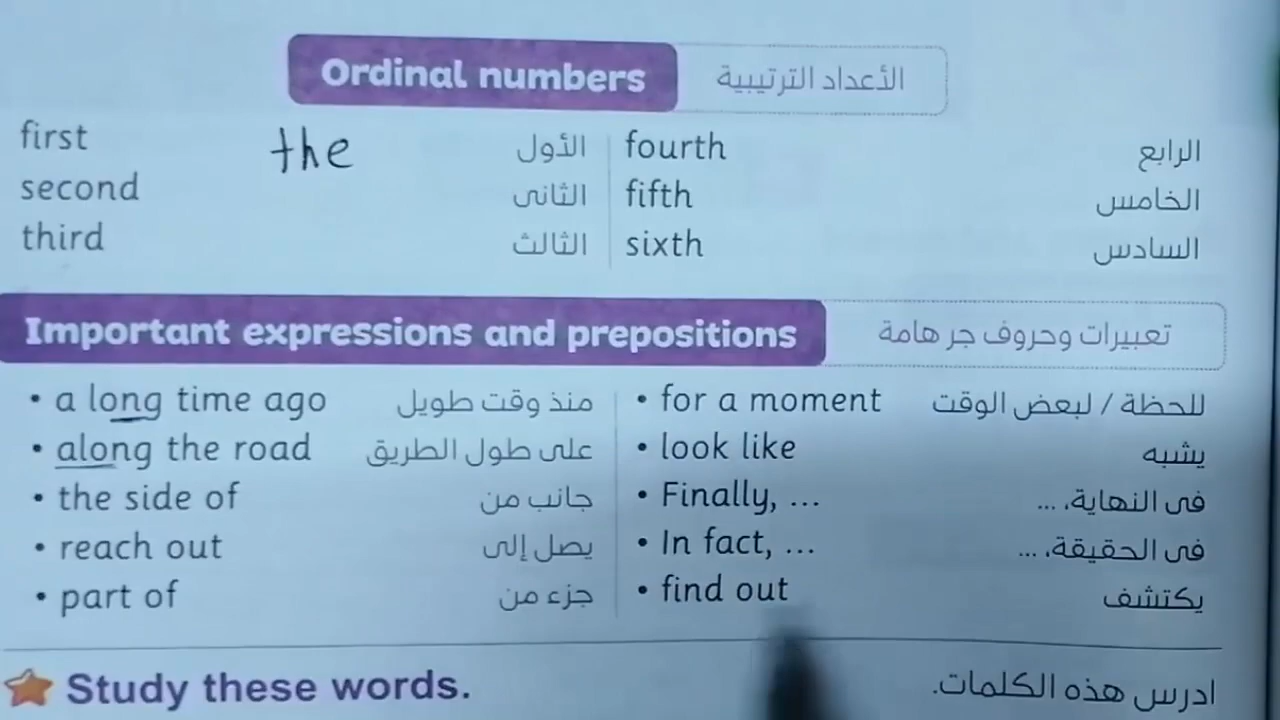 Ordinal numbers الأعداد الترتيبية
first the الأول fourth الرابع
second الثانى fifth الخامس
third الثالث sixth السادس
Important expressions and prepositions تعبيرات وحروف جر هامة
• a long time ago منذ وقت طويل • for a moment للحظة / لبعض الوقت
• along the road على طول الطريق • look like يشبه
• the side of جانب من • Finally, ... فى النهاية، ...
• reach out يصل إلى • In fact, ... فى الحقيقة، ...
• part of جزء من • find out يكتشف
Study these words. ادرس هذه الكلمات.